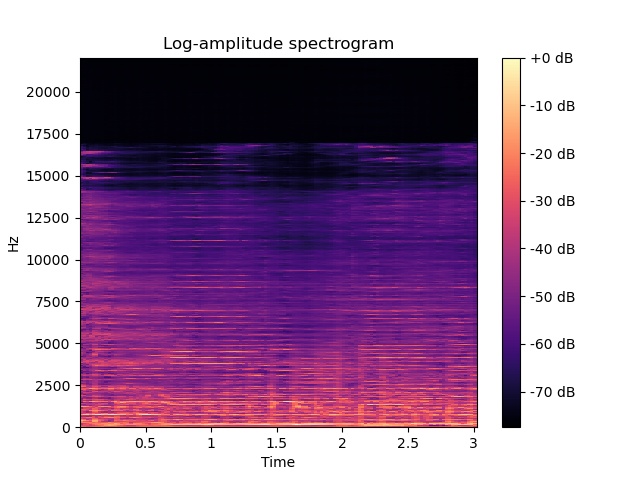 Log-amplitude spectrogram
Hz
20000
17500
15000
12500
10000
7500
5000
2500
0
0 0.5 1 1.5 2 2.5 3
Time
+0 dB
-10 dB
-20 dB
-30 dB
-40 dB
-50 dB
-60 dB
-70 dB